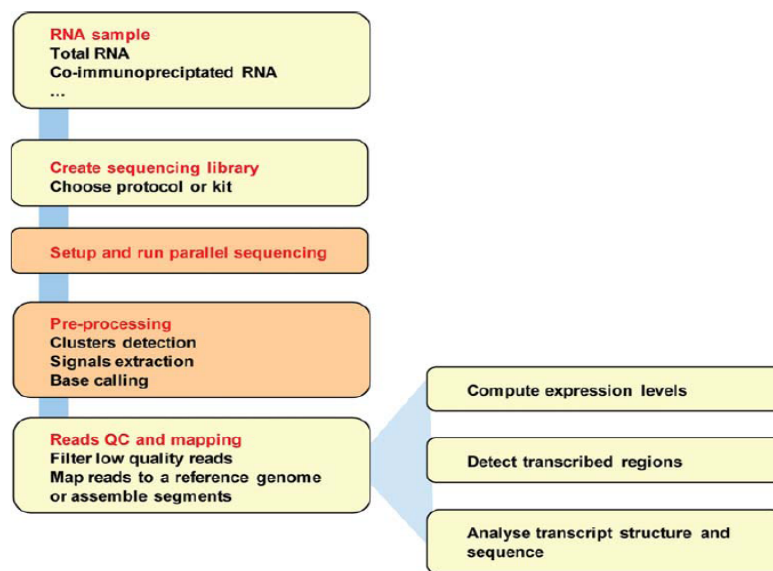 RNA sample
Total RNA
Co-immunopreciptated RNA
...
Create sequencing library
Choose protocol or kit
Setup and run parallel sequencing
Pre-processing
Clusters detection
Signals extraction
Base calling
Reads QC and mapping
Filter low quality reads
Map reads to a reference genome
or assemble segments
Compute expression levels
Detect transcribed regions
Analyse transcript structure and
sequence